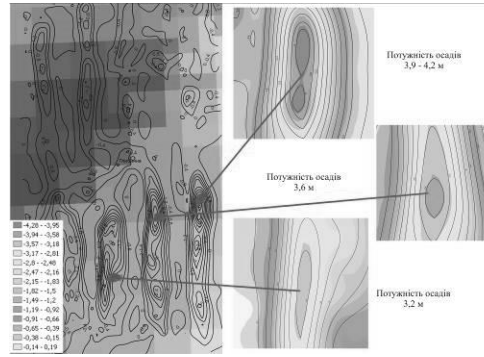 Потужність осадів
3,9 - 4,2 м
Потужність осадів
3,6 м
Потужність осадів
3,2 м
-4,28 - -3,95
-3,94 - -3,58
-3,57 - -3,18
-3,17 - -2,81
-2,8 - -2,48
-2,47 - -2,16
-2,15 - -1,83
-1,82 - -1,5
-1,49 - -1,2
-1,19 - -0,92
-0,91 - -0,66
-0,65 - -0,39
-0,38 - -0,15
-0,14 - 0,19